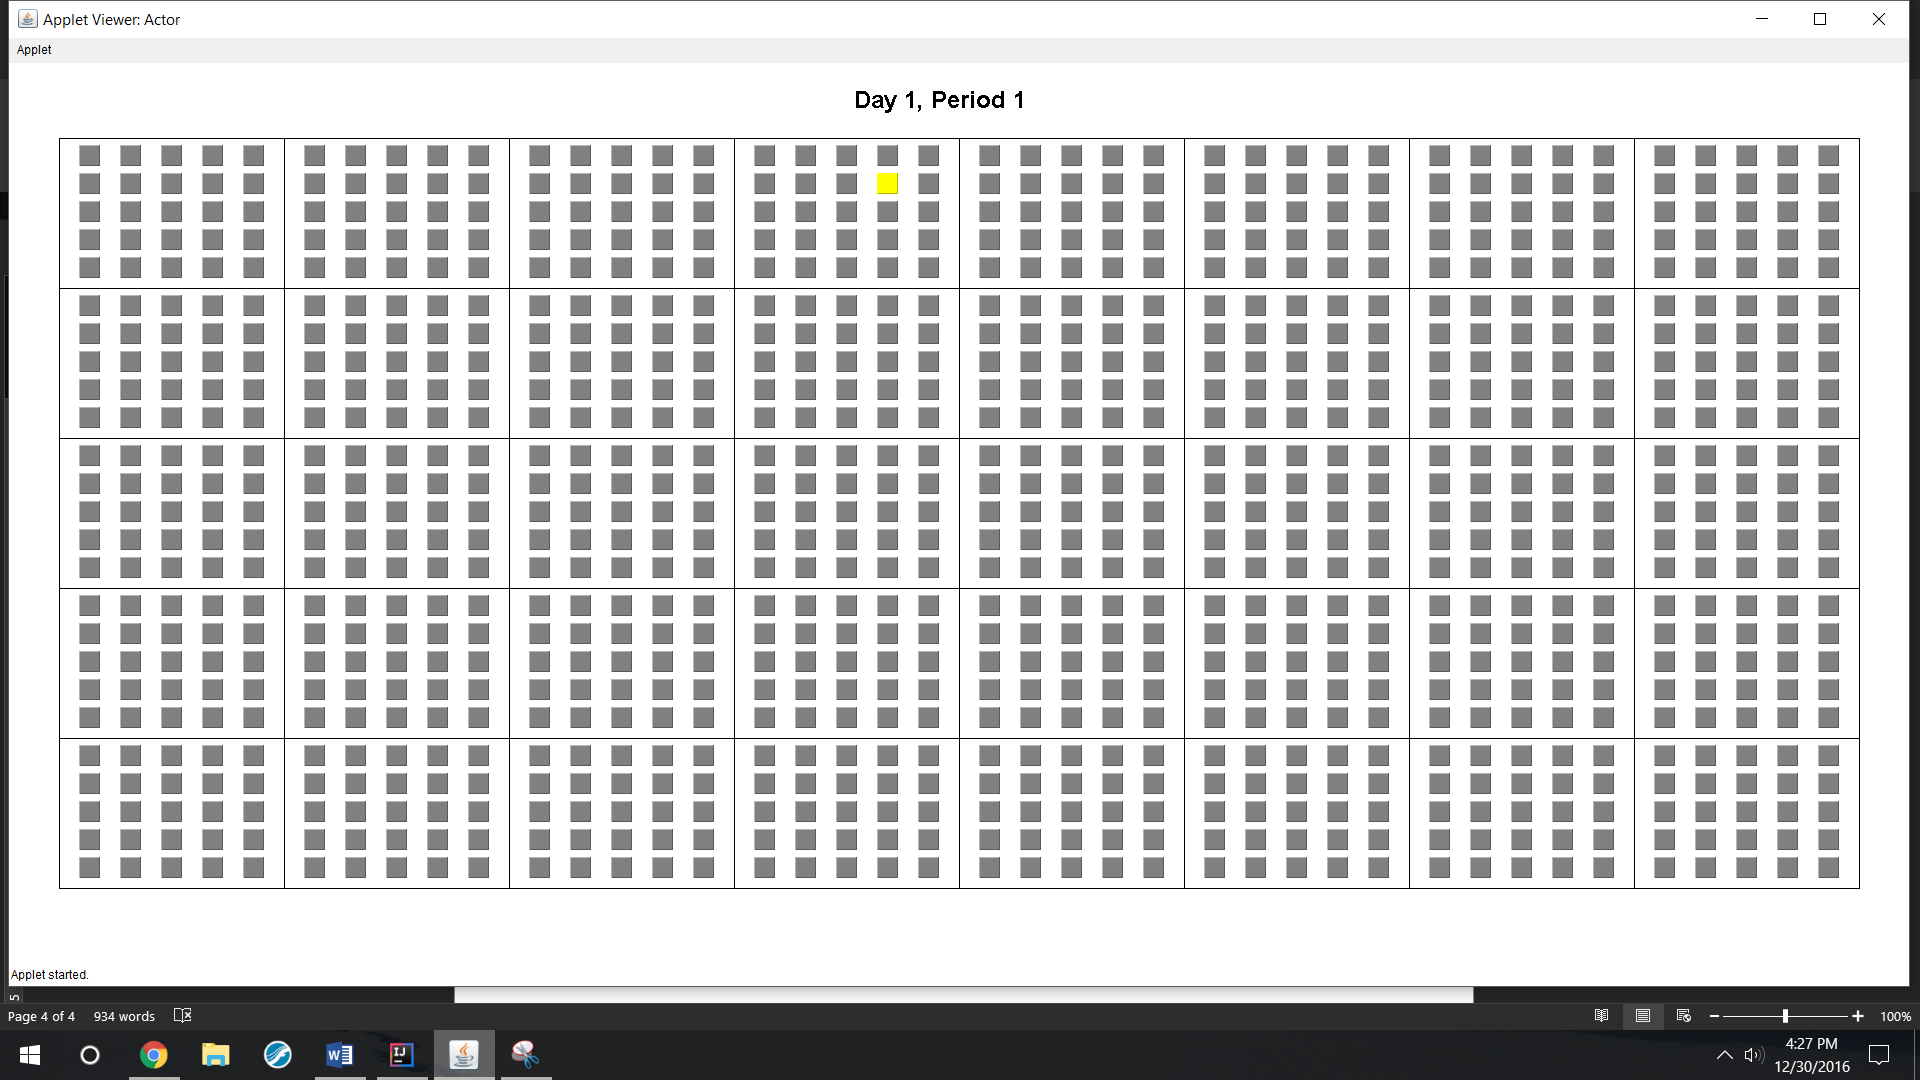 Applet Viewer: Actor
Applet
Day 1, Period 1
Applet started.
5
Page 4 of 4 934 words 100%
4:27 PM
12/30/2016